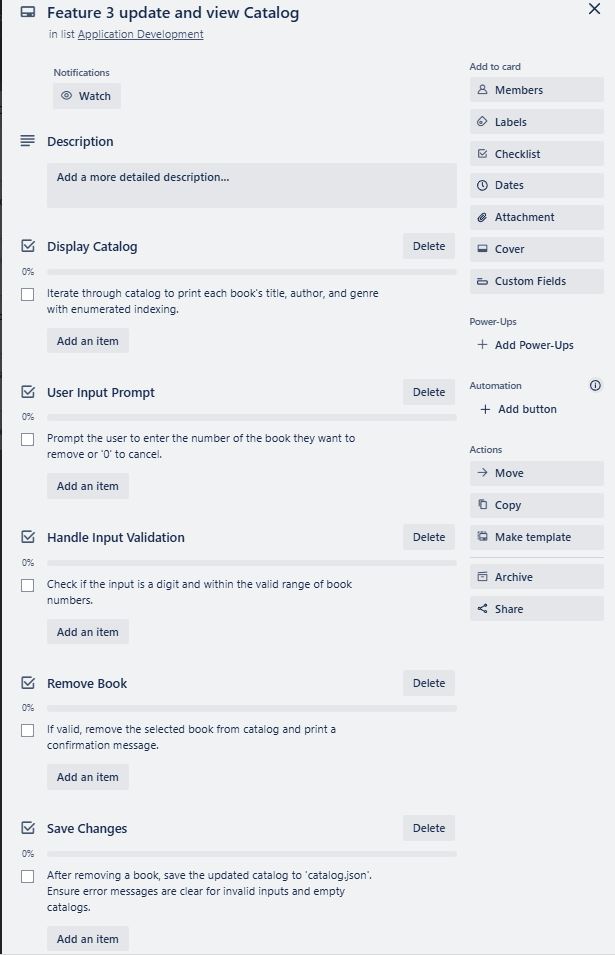 Feature 3 update and view Catalog
in list Application Development
Notifications
Watch
Description
Add a more detailed description...
Display Catalog
Delete
0%
Iterate through catalog to print each book's title, author, and genre
with enumerated indexing.
Add an item
User Input Prompt
Delete
0%
Prompt the user to enter the number of the book they want to
remove or '0' to cancel.
Add an item
Handle Input Validation
Delete
0%
Check if the input is a digit and within the valid range of book
numbers.
Add an item
Remove Book
Delete
0%
If valid, remove the selected book from catalog and print a
confirmation message.
Add an item
Save Changes
Delete
0%
After removing a book, save the updated catalog to 'catalog.json'.
Ensure error messages are clear for invalid inputs and empty
catalogs.
Add an item
Add to card
Members
Labels
Checklist
Dates
Attachment
Cover
Custom Fields
Power-Ups
Add Power-Ups
Automation
Add button
Actions
Move
Copy
Make template
Archive
Share